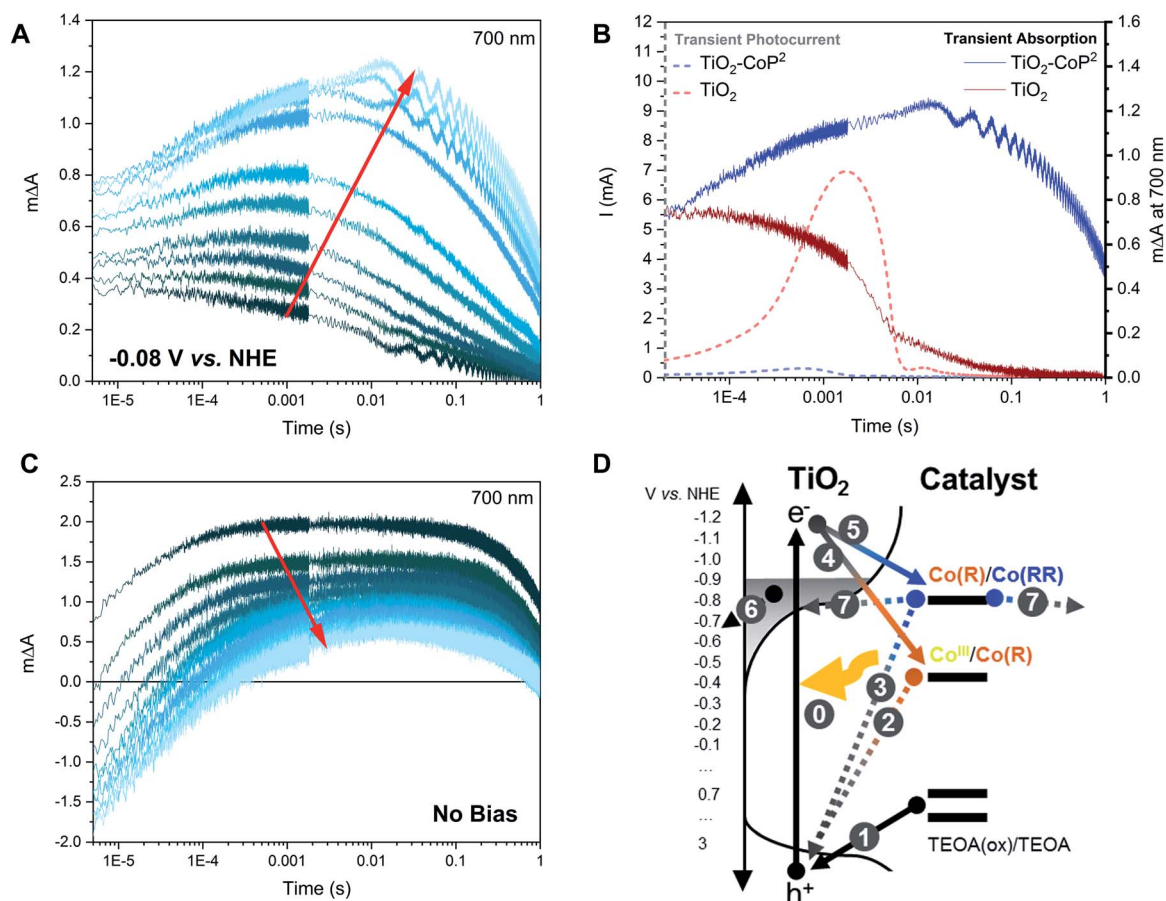 A
700 nm
1.4
1.2
1.0
0.8
0.6
0.4
0.2
0.0
mΔA
-0.08 V vs. NHE
1E-5
1E-4
0.001
0.01
0.1
1
Time (s)
B
Transient Photocurrent
TiO2-CoP2
TiO2
Transient Absorption
TiO2-CoP2
TiO2
12
11
10
9
8
7
6
5
4
3
2
1
0
I (mA)
1.6
1.4
1.2
1.0
0.8
0.6
0.4
0.2
0.0
mΔA at 700 nm
1E-4
0.001
0.01
0.1
1
Time (s)
C
700 nm
2.5
2.0
1.5
1.0
0.5
0.0
-0.5
-1.0
-1.5
-2.0
mΔA
No Bias
1E-5
1E-4
0.001
0.01
0.1
1
Time (s)
D
TiO2
Catalyst
V vs. NHE
-1.2
-1.1
-1.0
-0.9
-0.8
-0.7
-0.6
-0.5
-0.4
-0.3
-0.2
-0.1
...
0.7
...
3
e-
5
4
Co(R)/Co(RR)
6
7
7
CoIII/Co(R)
3
0
2
1
TEOA(ox)/TEOA
h+